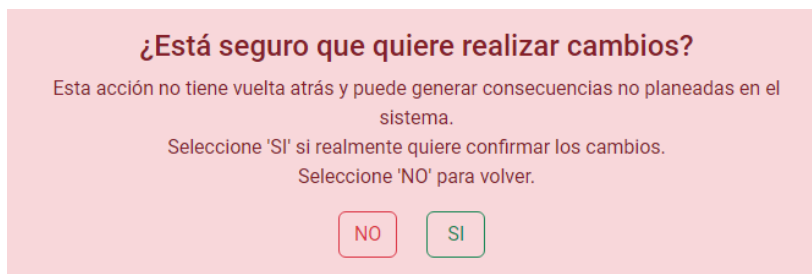 ¿Está seguro que quiere realizar cambios?
Esta acción no tiene vuelta atrás y puede generar consecuencias no planeadas en el
sistema.
Seleccione 'SI' si realmente quiere confirmar los cambios.
Seleccione 'NO' para volver.
NO SI